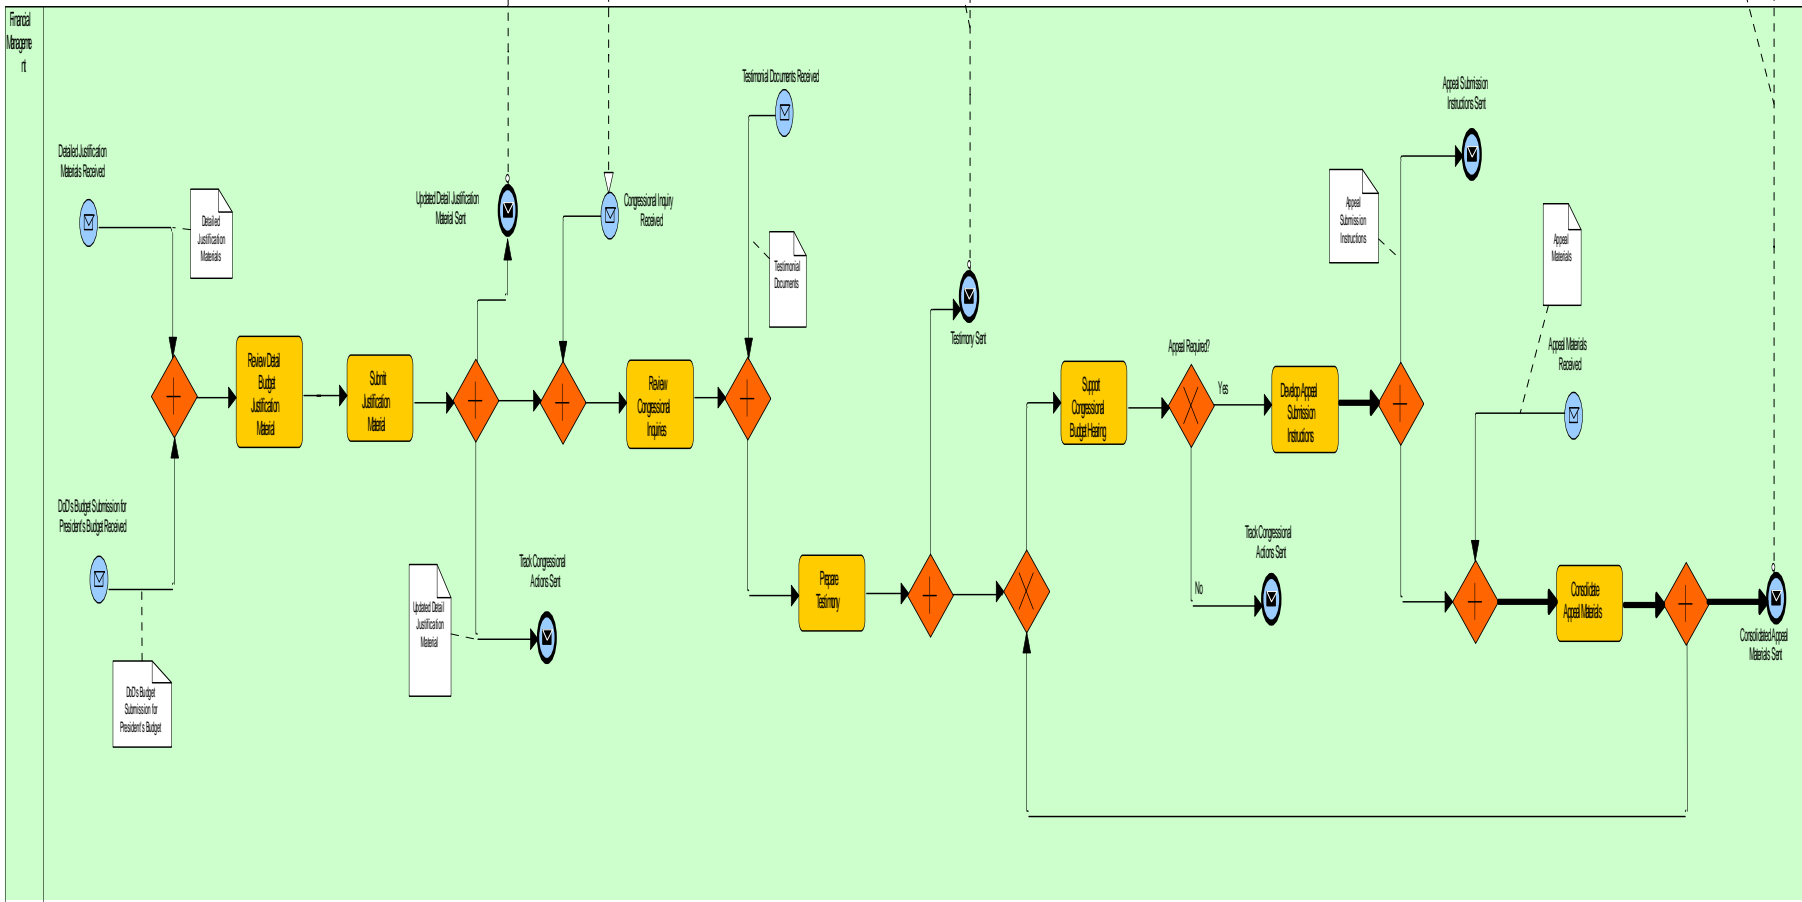 Financial
Manageme
nt
Detailed Justification
Materials Received
Detailed
Justification
Materials
DoD's Budget Submission for
President's Budget Received
DoD's Budget
Submission for
President's Budget
Review Detail
Budget
Justification
Material
Submit
Justification
Material
Updated Detail Justification
Material Sent
Congressional Inquiry
Received
Updated Detail
Justification
Material
Track Congressional
Actions Sent
Review
Congressional
Inquiries
Testimonial Documents Received
Testimonial
Documents
Prepare
Testimony
Testimony Sent
Support
Congressional
Budget Hearing
Appeal Required?
Yes
No
Track Congressional
Actions Sent
Develop Appeal
Submission
Instructions
Appeal
Submission
Instructions
Appeal Submission
Instructions Sent
Appeal
Materials
Appeal Materials
Received
Consolidate
Appeal Materials
Consolidated Appeal
Materials Sent